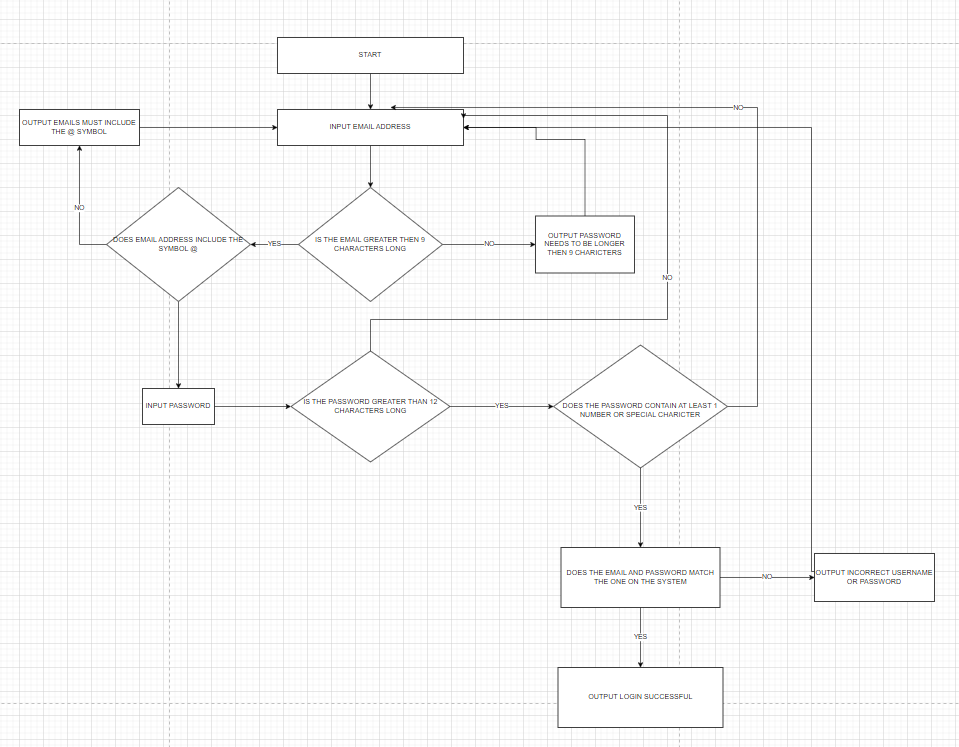 START
NO
OUTPUT EMAILS MUST INCLUDE
THE @ SYMBOL
INPUT EMAIL ADDRESS
NO
DOES EMAIL ADDRESS INCLUDE THE
SYMBOL @
YES
IS THE EMAIL GREATER THEN 9
CHARACTERS LONG
NO
OUTPUT PASSWORD
NEEDS TO BE LONGER
THEN 9 CHARICTERS
NO
INPUT PASSWORD
IS THE PASSWORD GREATER THAN 12
CHARACTERS LONG
YES
DOES THE PASSWORD CONTAIN AT LEAST 1
NUMBER OR SPECIAL CHARICTER
YES
DOES THE EMAIL AND PASSWORD MATCH
THE ONE ON THE SYSTEM
NO
OUTPUT INCORRECT USERNAME
OR PASSWORD
YES
OUTPUT LOGIN SUCCESSFUL